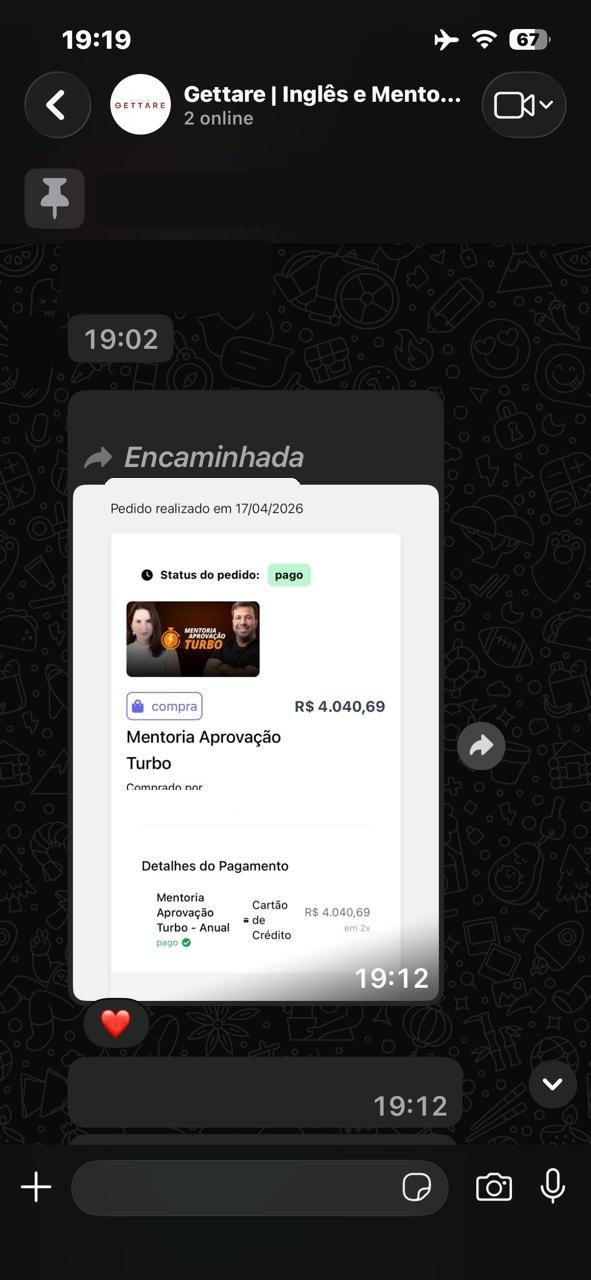 19:19
67
GETTARE
Gettare | Inglês e Mento...
2 online
19:02
Encaminhada
Pedido realizado em 17/04/2026
Status do pedido: pago
MENTORIA
APROVAÇÃO
TURBO
compra
R$ 4.040,69
Mentoria Aprovação
Turbo
Comprado por
Detalhes do Pagamento
Mentoria
Aprovação
Turbo - Anual
pago
Cartão
de
Crédito
R$ 4.040,69
em 2x
19:12
19:12